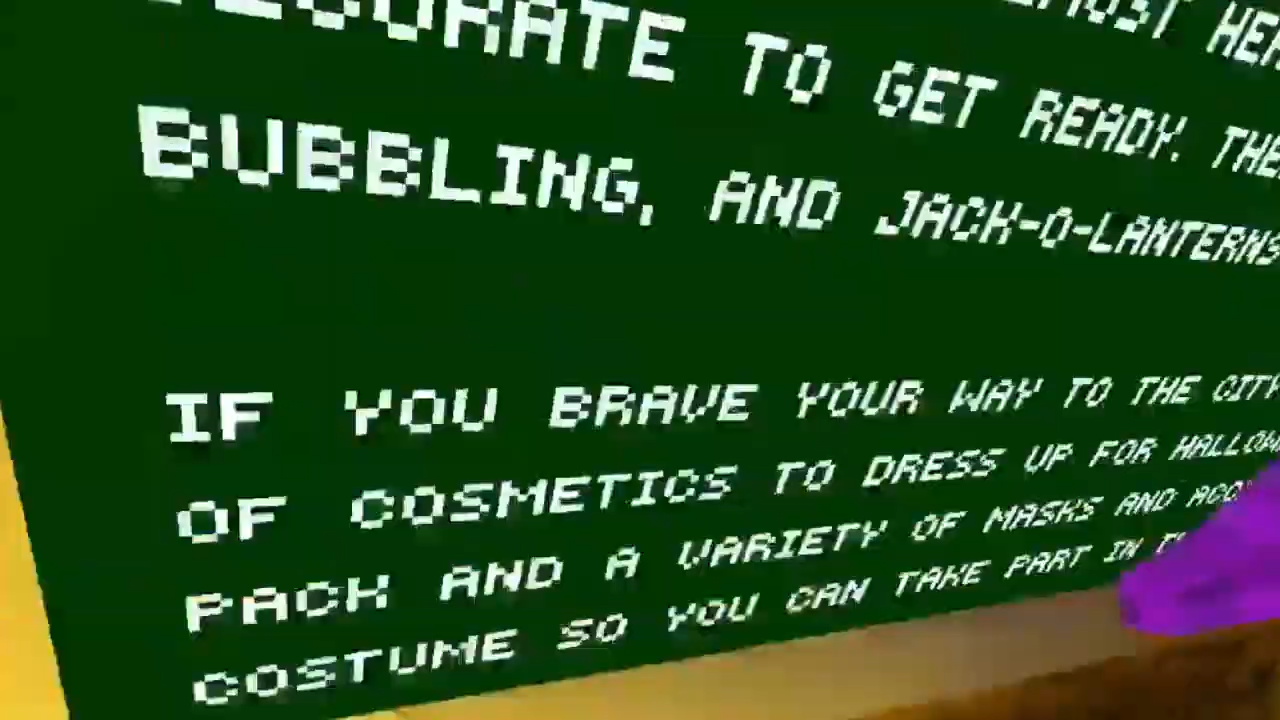 TO GET READY. THE
BUBBLING, AND JACK-O-LANTERNS
IF YOU BRAVE YOUR WAY TO THE CITY
OF COSMETICS TO DRESS UP FOR
PACK AND A VARIETY OF MASKS AND
COSTUME SO YOU CAN TAKE PART IN